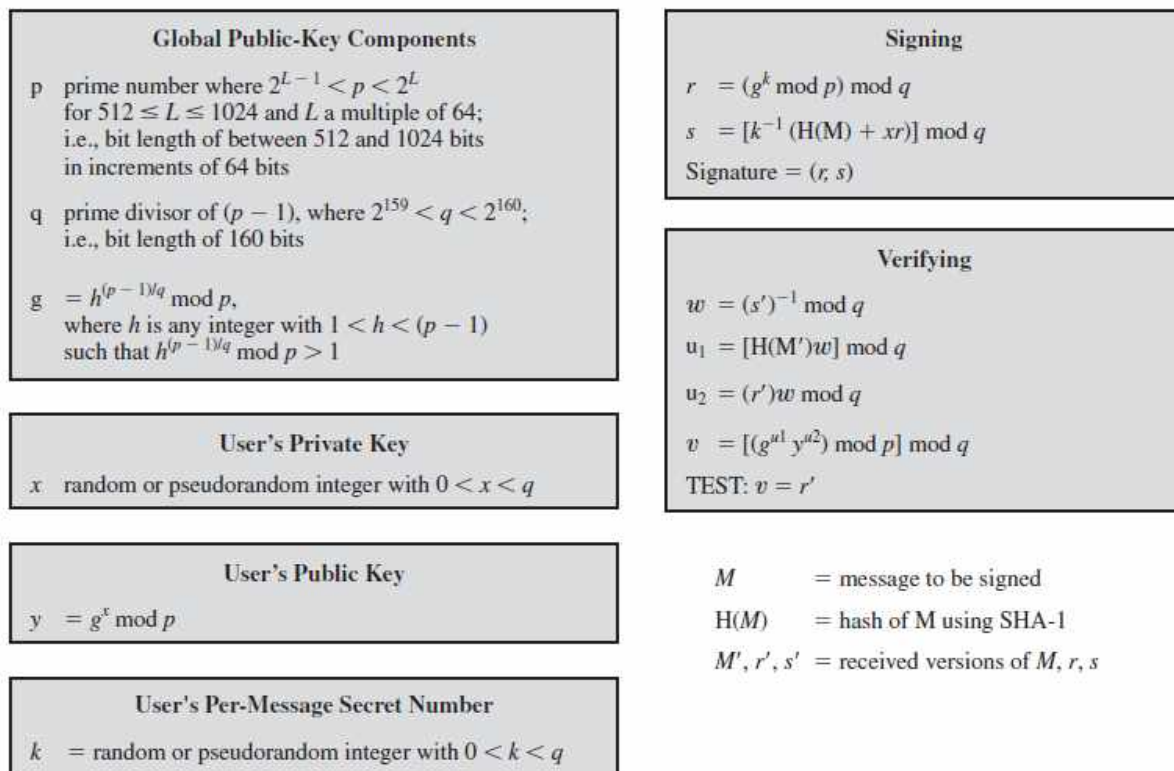 Global Public-Key Components
p prime number where 2^{L – 1} < p < 2^L
for 512 ≤ L ≤ 1024 and L a multiple of 64;
i.e., bit length of between 512 and 1024 bits
in increments of 64 bits
q prime divisor of (p – 1), where 2^{159} < q < 2^{160};
i.e., bit length of 160 bits
g = h^{(p – 1)/q} mod p,
where h is any integer with 1 < h < (p – 1)
such that h^{(p – 1)/q} mod p > 1
User's Private Key
x random or pseudorandom integer with 0 < x < q
User's Public Key
y = g^x mod p
User's Per-Message Secret Number
k = random or pseudorandom integer with 0 < k < q
Signing
r = (g^k mod p) mod q
s = [k^{–1} (H(M) + xr)] mod q
Signature = (r, s)
Verifying
w = (s′)^{–1} mod q
u_1 = [H(M′)w] mod q
u_2 = (r′)w mod q
v = [(g^{u1} y^{u2}) mod p] mod q
TEST: v = r′
M = message to be signed
H(M) = hash of M using SHA-1
M′, r′, s′ = received versions of M, r, s